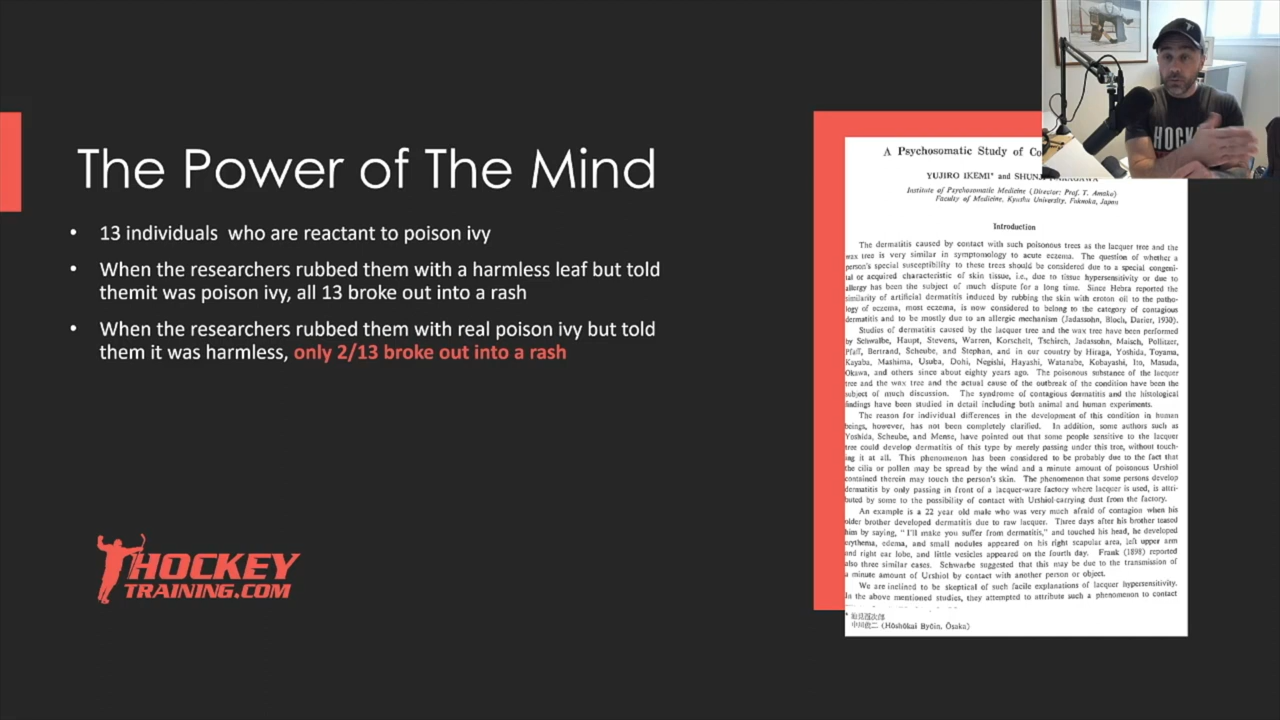 The Power of The Mind
• 13 individuals who are reactant to poison ivy
• When the researchers rubbed them with a harmless leaf but told
themit was poison ivy, all 13 broke out into a rash
• When the researchers rubbed them with real poison ivy but told
them it was harmless, only 2/13 broke out into a rash
HOCKEY
TRAINING.COM
HOCK
A Psychosomatic Study of Co
YUJIRO IKEMI* and SHUNJ
Institute of Psychosomatic Medicine (Director: Prof. T. Amako)
Faculty of Medicine, Kyushu University, Fukuoka, Japan
Introduction
The dermatitis caused by contact with such poisonous trees as the lacquer tree and the
wax tree is very similar in symptomology to acute eczema. The question of whether a
person's special susceptibility to these trees should be considered due to a special congeni-
tal or acquired characteristic of skin tissue, i.e., due to tissue hypersensitivity or due to
allergy has been the subject of much dispute for a long time. Since Hebra reported the
similarity of artificial dermatitis induced by rubbing the skin with croton oil to the patho-
logy of eczema, most eczema, is now considered to belong to the category of contagious
dermatitis and to be mostly due to an allergic mechanism (Jadassohn, Bloch, Darier, 1930).
Studies of dermatitis caused by the lacquer tree and the wax tree have been performed
by Schwalbe, Haupt, Stevens, Warren, Korschelt, Tschirch, Jadassohn, Maisch, Pollitzer,
Pfaff, Bertrand, Scheube, and Stephan, and in our country by Hiraga, Yoshida, Toyama,
Kayaba, Mashima, Usuba, Dohi, Negishi, Hayashi, Watanabe, Kobayashi, Ito, Masuda,
Okawa, and others since about eighty years ago. The poisonous substance of the lacquer
tree and the wax tree and the actual cause of the outbreak of the condition have been the
subject of much discussion. The syndrome of contagious dermatitis and the histological
findings have been studied in detail including both animal and human experiments.
The reason for individual differences in the development of this condition in human
beings, however, has not been completely clarified. In addition, some authors such as
Yoshida, Scheube, and Mense, have pointed out that some people sensitive to the lacquer
tree could develop dermatitis of this type by merely passing under this tree, without touch-
ing it at all. This phenomenon has been considered to be probably due to the fact that
the cilia or pollen may be spread by the wind and a minute amount of poisonous Urshiol
contained therein may touch the person's skin. The phenomenon that some persons develop
dermatitis by only passing in front of a lacquer-ware factory where lacquer is used, is attri-
buted by some to the possibility of contact with Urshiol-carrying dust from the factory.
An example is a 22 year old male who was very much afraid of contagion when his
older brother developed dermatitis due to raw lacquer. Three days after his brother teased
him by saying, "I'll make you suffer from dermatitis," and touched his head, he developed
erythema, edema, and small nodules appeared on his right scapular area, left upper arm
and right ear lobe, and little vesicles appeared on the fourth day. Frank (1898) reported
also three similar cases. Schwarbe suggested that this may be due to the transmission of
a minute amount of Urshiol by contact with another person or object.
We are inclined to be skeptical of such facile explanations of lacquer hypersensitivity.
In the above mentioned studies, they attempted to attribute such a phenomenon to contact
(Hōshōkai Byōin, Ōsaka)